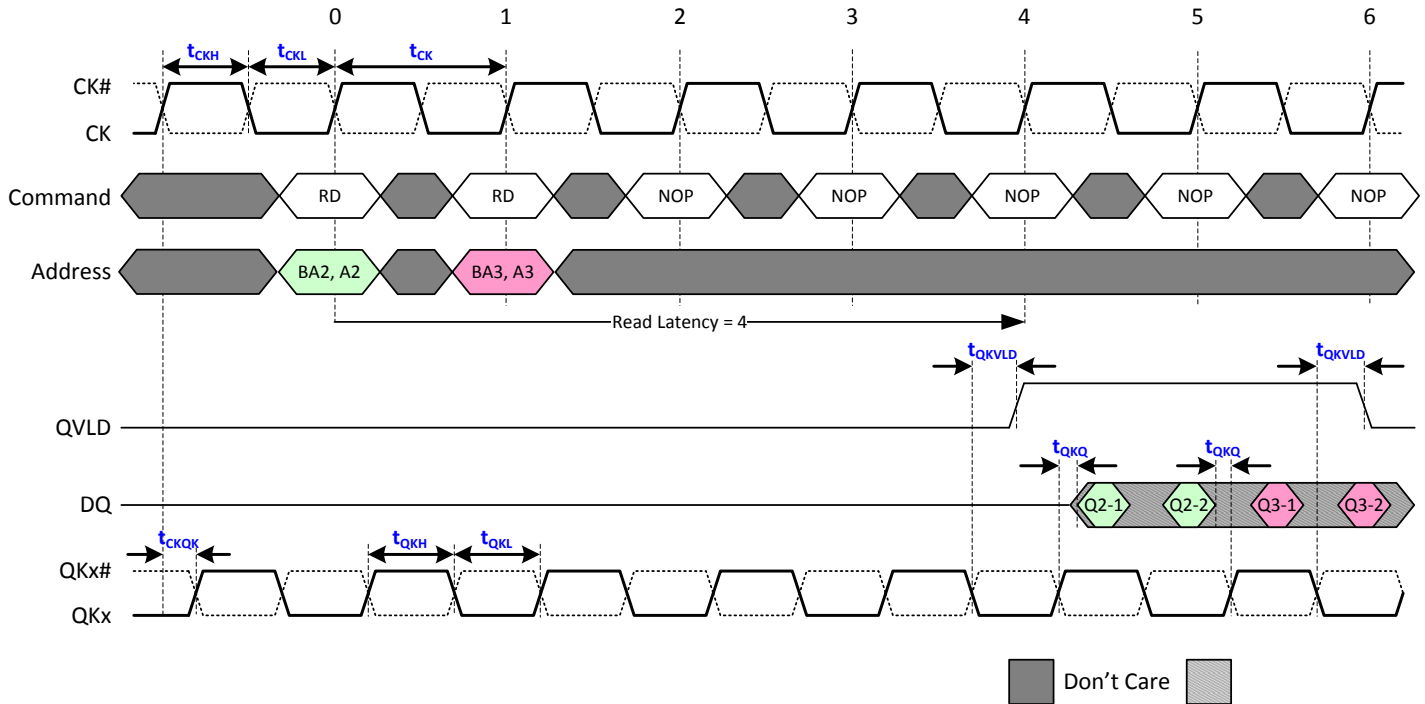 0 1 2 3 4 5 6
tCKH tCKL tCK
CK#
CK
Command RD RD NOP NOP NOP NOP NOP
Address BA2, A2 BA3, A3
Read Latency = 4
tQKVLD tQKVLD
QVLD
tQKQ tQKQ
DQ Q2-1 Q2-2 Q3-1 Q3-2
tCKQK tQKH tQKL
QKx#
QKx
Don't Care